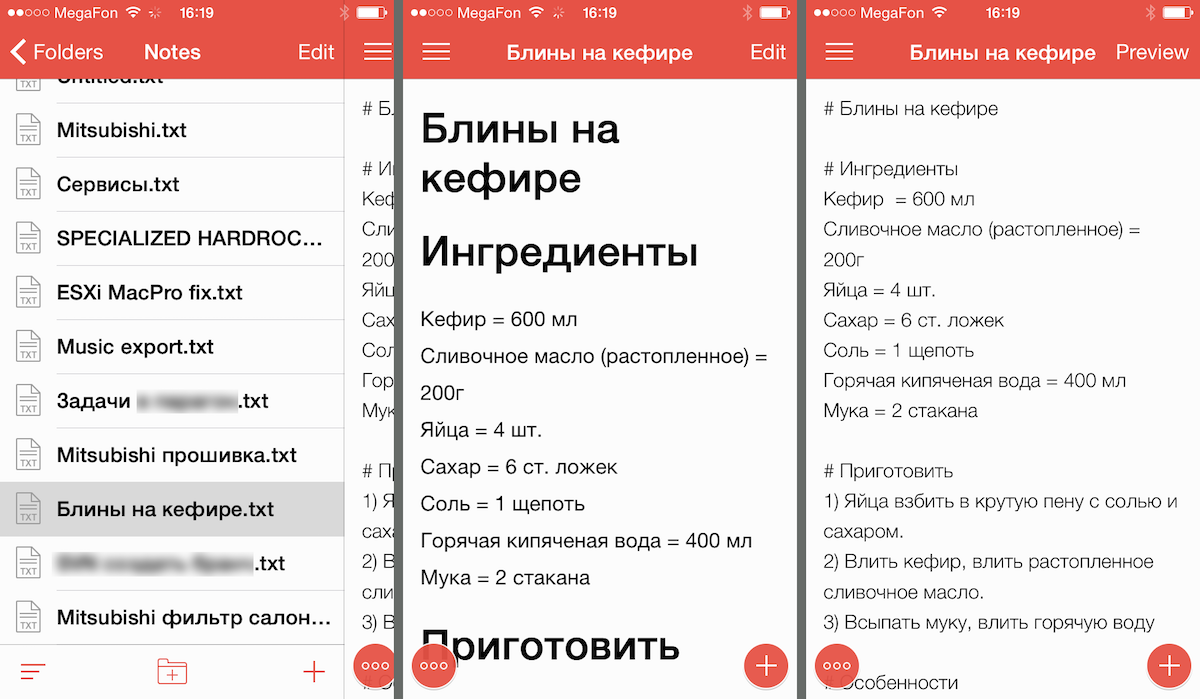 MegaFon 16:19
Folders Notes Edit
Untitled.txt
TXT Mitsubishi.txt
TXT Сервисы.txt
TXT SPECIALIZED HARDROC...
TXT ESXi MacPro fix.txt
TXT Music export.txt
TXT Задачи .txt
TXT Mitsubishi прошивка.txt
TXT Блины на кефире.txt
TXT .txt
TXT Mitsubishi фильтр салон...
# Б
# И
Кеф
Сли
200
Яйц
Сах
Сол
Гор
Мук
# П
1) Я
сах
2) В
сли
3) В
MegaFon 16:19
Блины на кефире Edit
Блины на
кефире
Ингредиенты
Кефир = 600 мл
Сливочное масло (растопленное) =
200г
Яйца = 4 шт.
Сахар = 6 ст. ложек
Соль = 1 щепоть
Горячая кипяченая вода = 400 мл
Мука = 2 стакана
Приготовить
MegaFon 16:19
Блины на кефире Preview
# Блины на кефире
# Ингредиенты
Кефир = 600 мл
Сливочное масло (растопленное) =
200г
Яйца = 4 шт.
Сахар = 6 ст. ложек
Соль = 1 щепоть
Горячая кипяченая вода = 400 мл
Мука = 2 стакана
# Приготовить
1) Яйца взбить в крутую пену с солью и
сахаром.
2) Влить кефир, влить растопленное
сливочное масло.
3) Всыпать муку, влить горячую воду
# Особенности